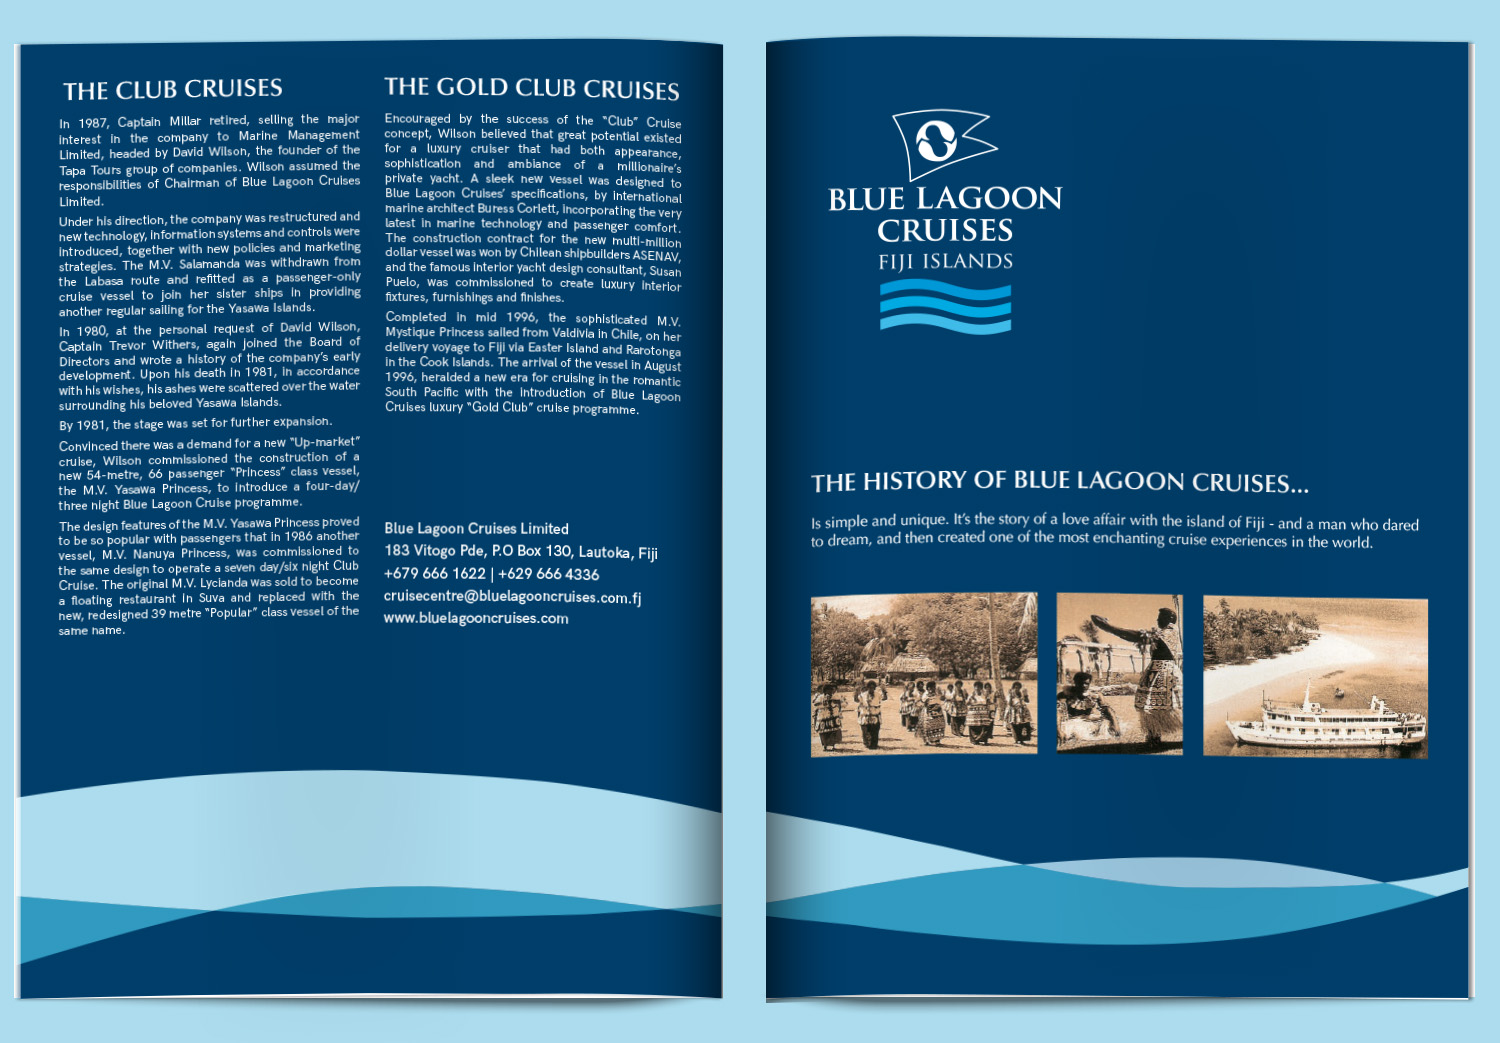 THE CLUB CRUISES
In 1987, Captain Millar retired, selling the major
interest in the company to Marine Management
Limited, headed by David Wilson, the founder of the
Tapa Tours group of companies. Wilson assumed the
responsibilities of Chairman of Blue Lagoon Cruises
Limited.
Under his direction, the company was restructured and
new technology, information systems and controls were
introduced, together with new policies and marketing
strategies. The M.V. Salamanda was withdrawn from
the Labasa route and refitted as a passenger-only
cruise vessel to join her sister ships in providing
another regular sailing for the Yasawa Islands.
In 1980, at the personal request of David Wilson,
Captain Trevor Withers, again joined the Board of
Directors and wrote a history of the company's early
development. Upon his death in 1981, in accordance
with his wishes, his ashes were scattered over the water
surrounding his beloved Yasawa Islands.
By 1981, the stage was set for further expansion.
Convinced there was a demand for a new "Up-market"
cruise, Wilson commissioned the construction of a
new 54-metre, 66 passenger "Princess" class vessel,
the M.V. Yasawa Princess, to introduce a four-day/
three night Blue Lagoon Cruise programme.
The design features of the M.V. Yasawa Princess proved
to be so popular with passengers that in 1986 another
vessel, M.V. Nanuya Princess, was commissioned to
the same design to operate a seven day/six night Club
Cruise. The original M.V. Lycianda was sold to become
a floating restaurant in Suva and replaced with the
new, redesigned 39 metre "Popular" class vessel of the
same name.
THE GOLD CLUB CRUISES
Encouraged by the success of the "Club" Cruise
concept, Wilson believed that great potential existed
for a luxury cruiser that had both appearance,
sophistication and ambiance of a millionaire's
private yacht. A sleek new vessel was designed to
Blue Lagoon Cruises' specifications, by international
marine architect Buress Corlett, incorporating the very
latest in marine technology and passenger comfort.
The construction contract for the new multi-million
dollar vessel was won by Chilean shipbuilders ASENAV,
and the famous interior yacht design consultant, Susan
Puelo, was commissioned to create luxury interior
fixtures, furnishings and finishes.
Completed in mid 1996, the sophisticated M.V.
Mystique Princess sailed from Valdivia in Chile, on her
delivery voyage to Fiji via Easter Island and Rarotonga
in the Cook Islands. The arrival of the vessel in August
1996, heralded a new era for cruising in the romantic
South Pacific with the introduction of Blue Lagoon
Cruises luxury "Gold Club" cruise programme.
Blue Lagoon Cruises Limited
183 Vitogo Pde, P.O Box 130, Lautoka, Fiji
+679 666 1622 | +629 666 4336
cruisecentre@bluelagooncruises.com.fj
www.bluelagooncruises.com
BLUE LAGOON
CRUISES
FIJI ISLANDS
THE HISTORY OF BLUE LAGOON CRUISES...
Is simple and unique. It's the story of a love affair with the island of Fiji - and a man who dared
to dream, and then created one of the most enchanting cruise experiences in the world.